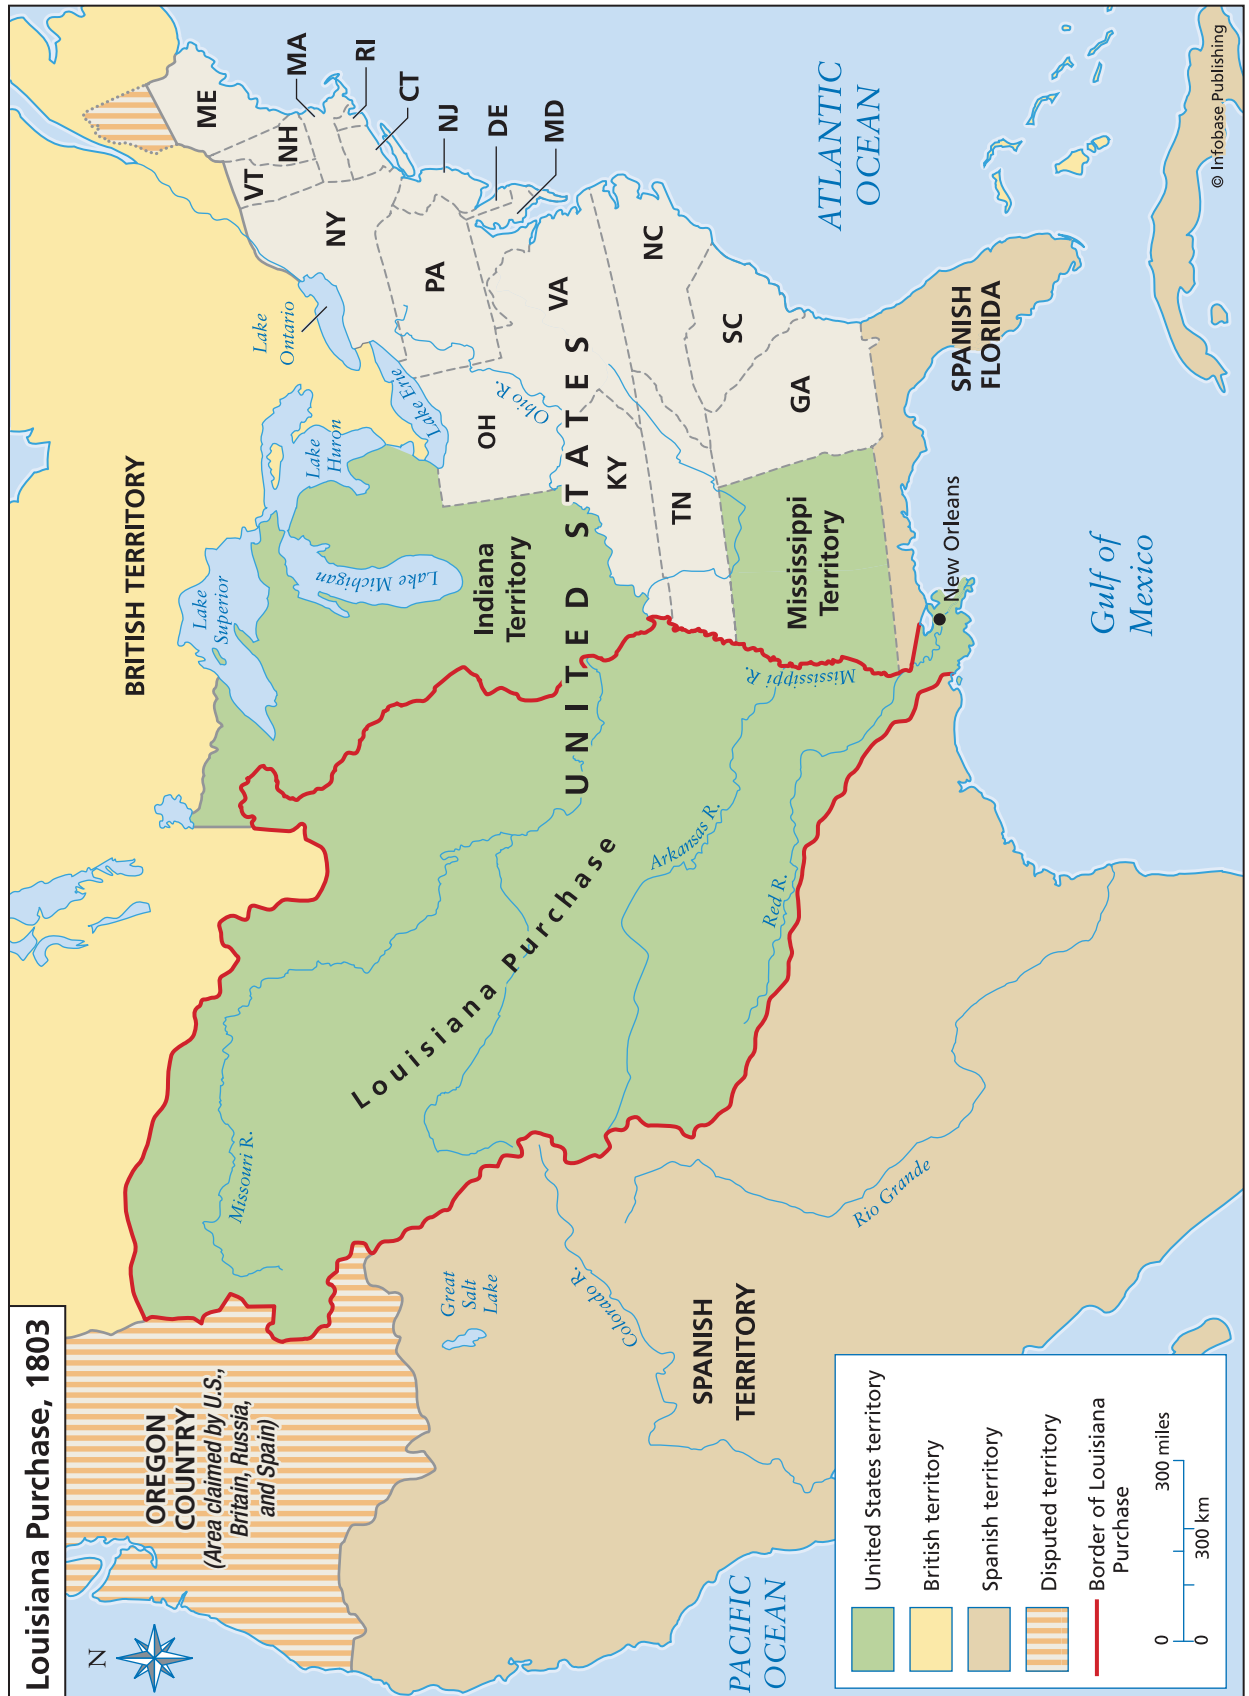 Louisiana Purchase, 1803
N
OREGON
COUNTRY
(Area claimed by U.S.,
Britain, Russia,
and Spain)
BRITISH TERRITORY
Missouri R.
Louisiana Purchase
Great
Salt
Lake
Colorado R.
SPANISH
TERRITORY
Rio Grande
Arkansas R.
Red R.
Mississippi R.
UNITED STATES
Lake
Superior
Lake Michigan
Lake
Huron
Lake Erie
Lake
Ontario
Indiana
Territory
Mississippi
Territory
Ohio R.
OH
KY
TN
GA
SC
NC
VA
PA
NY
VT
NH
ME
MA
RI
CT
NJ
DE
MD
SPANISH
FLORIDA
New Orleans
Gulf of
Mexico
ATLANTIC
OCEAN
PACIFIC
OCEAN
United States territory
British territory
Spanish territory
Disputed territory
Border of Louisiana
Purchase
0 300 miles
0 300 km
© Infobase Publishing